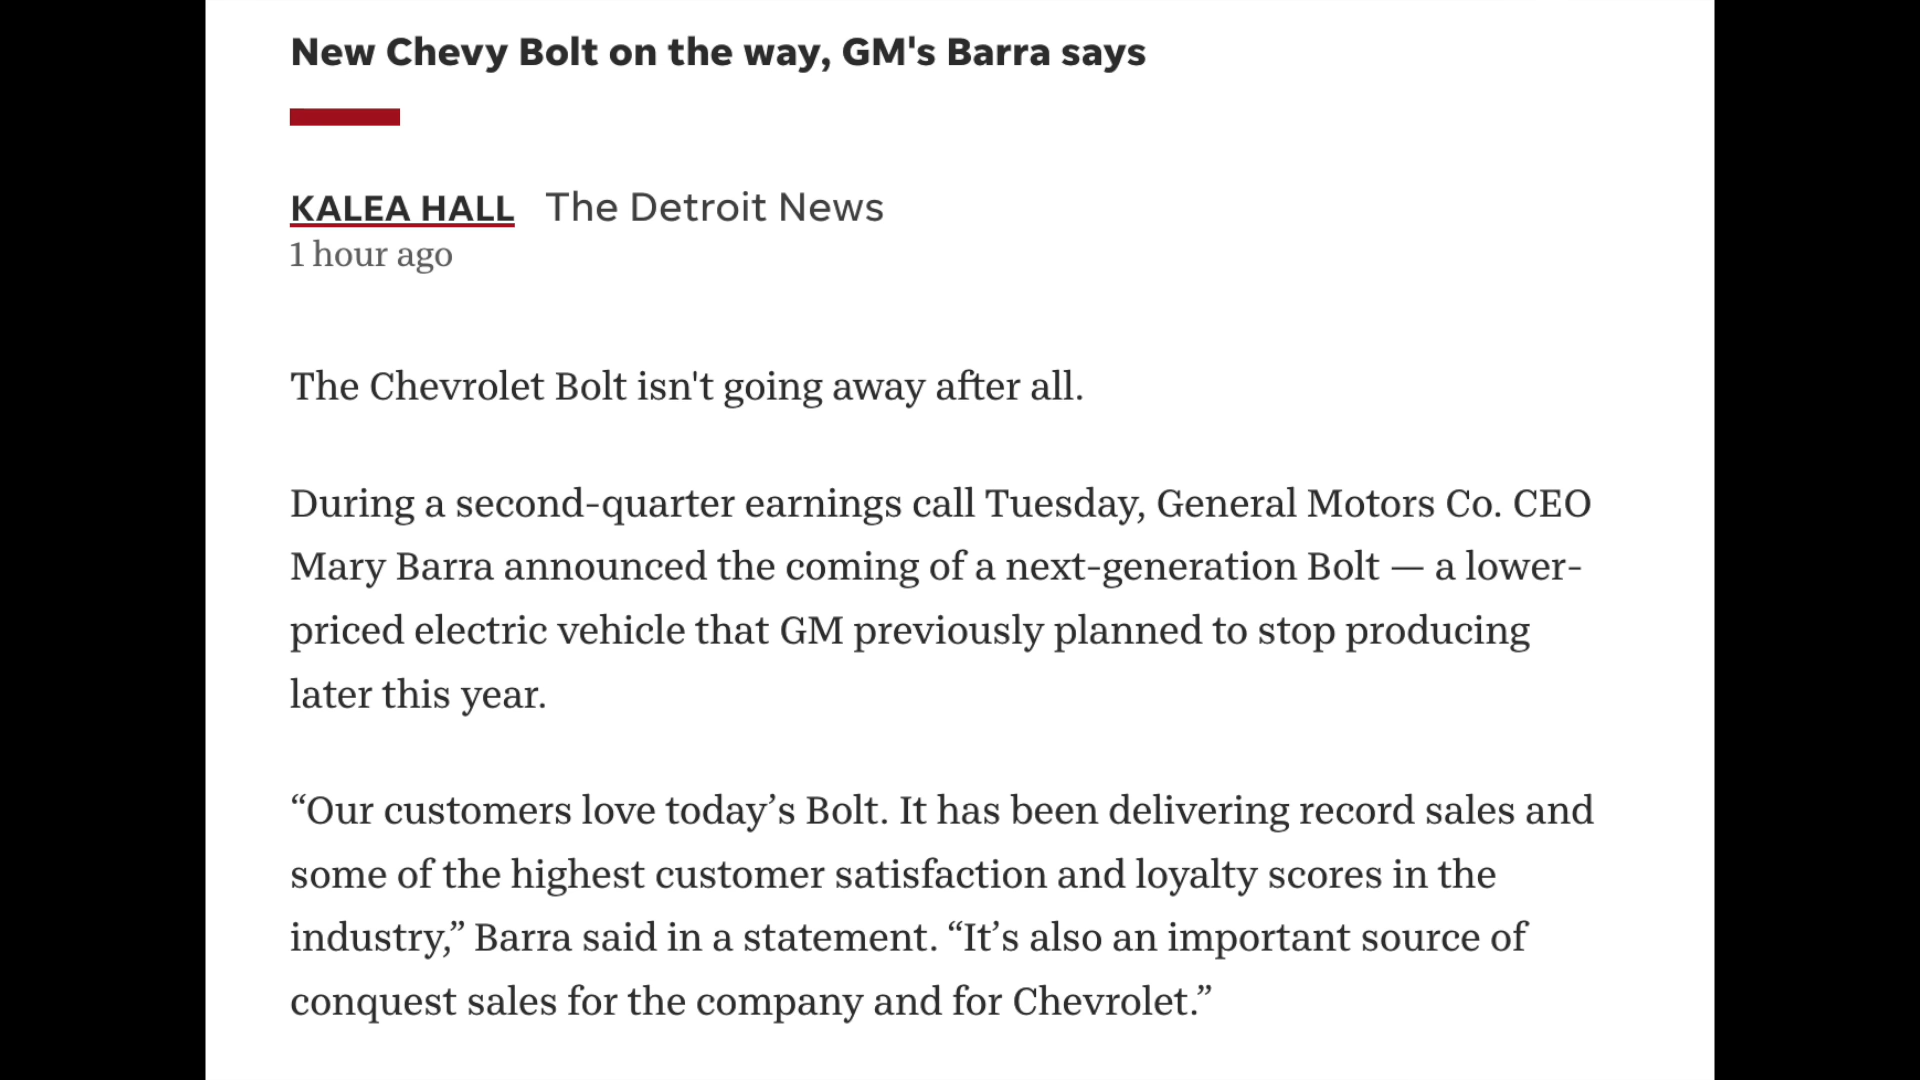 New Chevy Bolt on the way, GM's Barra says
KALEA HALL The Detroit News
1 hour ago
The Chevrolet Bolt isn't going away after all.
During a second-quarter earnings call Tuesday, General Motors Co. CEO
Mary Barra announced the coming of a next-generation Bolt — a lower-
priced electric vehicle that GM previously planned to stop producing
later this year.
“Our customers love today’s Bolt. It has been delivering record sales and
some of the highest customer satisfaction and loyalty scores in the
industry,” Barra said in a statement. “It’s also an important source of
conquest sales for the company and for Chevrolet.”